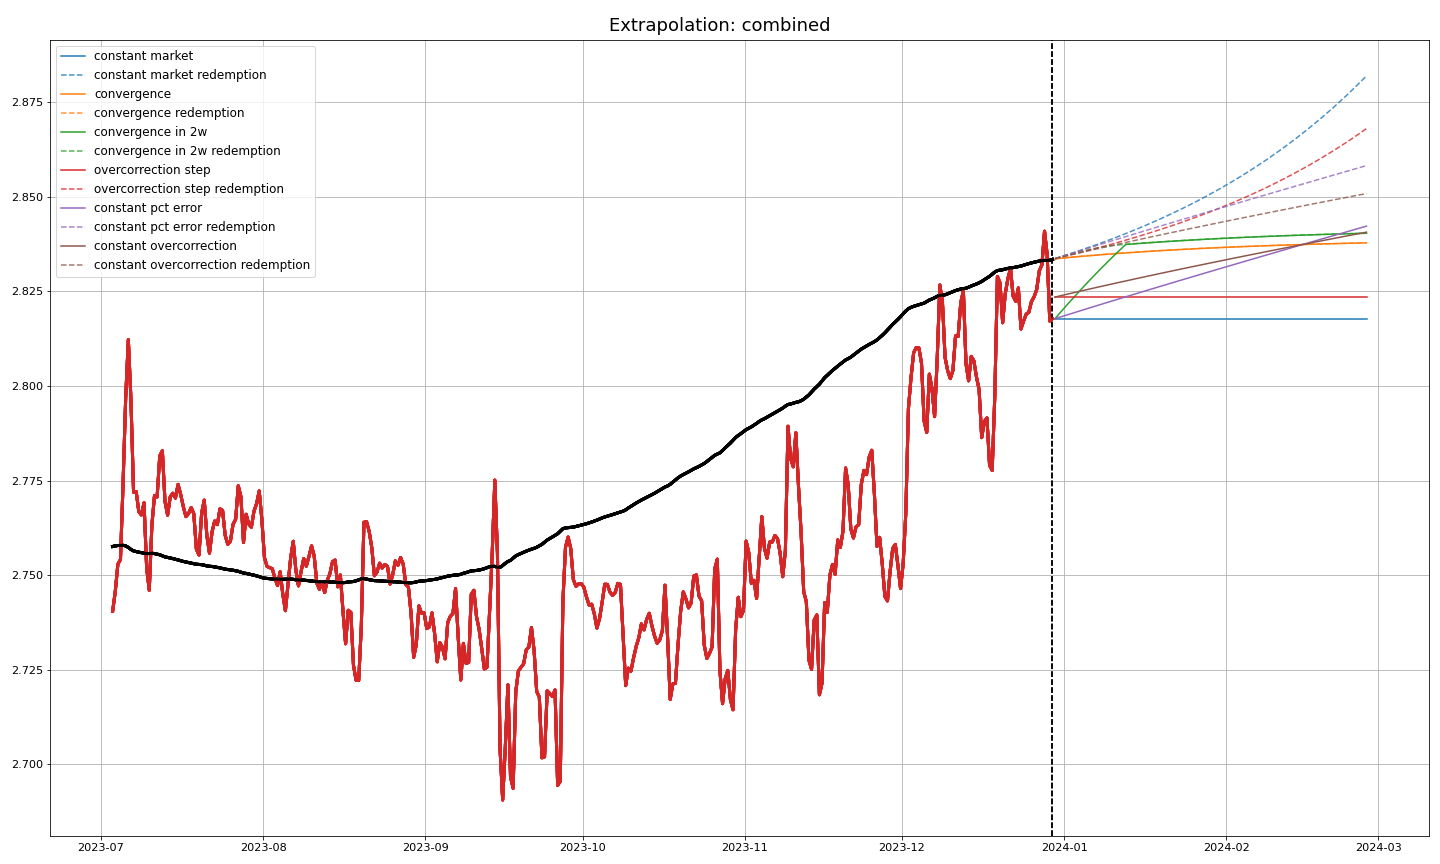 Extrapolation: combined
constant market
constant market redemption
convergence
convergence redemption
convergence in 2w
convergence in 2w redemption
overcorrection step
overcorrection step redemption
constant pct error
constant pct error redemption
constant overcorrection
constant overcorrection redemption
2.875
2.850
2.825
2.800
2.775
2.750
2.725
2.700
2023-07
2023-08
2023-09
2023-10
2023-11
2023-12
2024-01
2024-02
2024-03